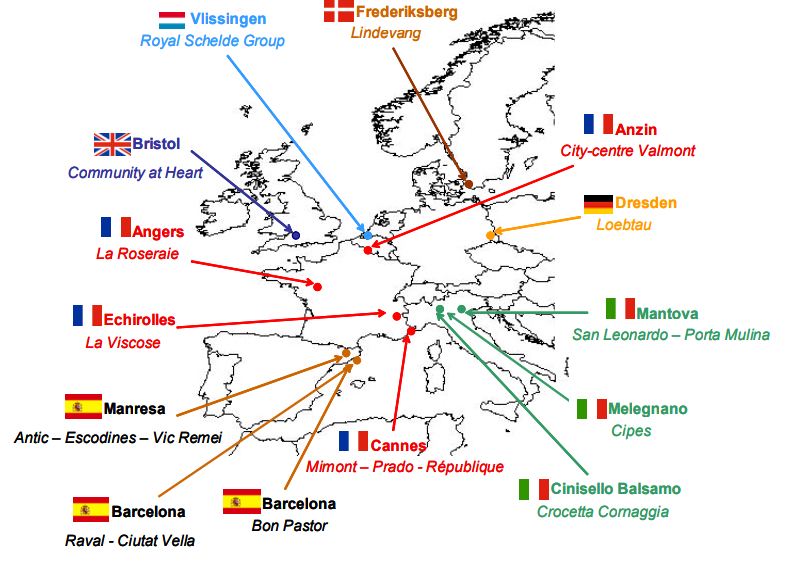 Vlissingen
Royal Schelde Group
Frederiksberg
Lindevang
Anzin
City-centre Valmont
Bristol
Community at Heart
Dresden
Loebtau
Angers
La Roseraie
Echirolles
La Viscose
Mantova
San Leonardo – Porta Mulina
Manresa
Antic – Escodines – Vic Remei
Melegnano
Cipes
Cannes
Mimont – Prado - République
Cinisello Balsamo
Crocetta Cornaggia
Barcelona
Raval - Ciutat Vella
Barcelona
Bon Pastor